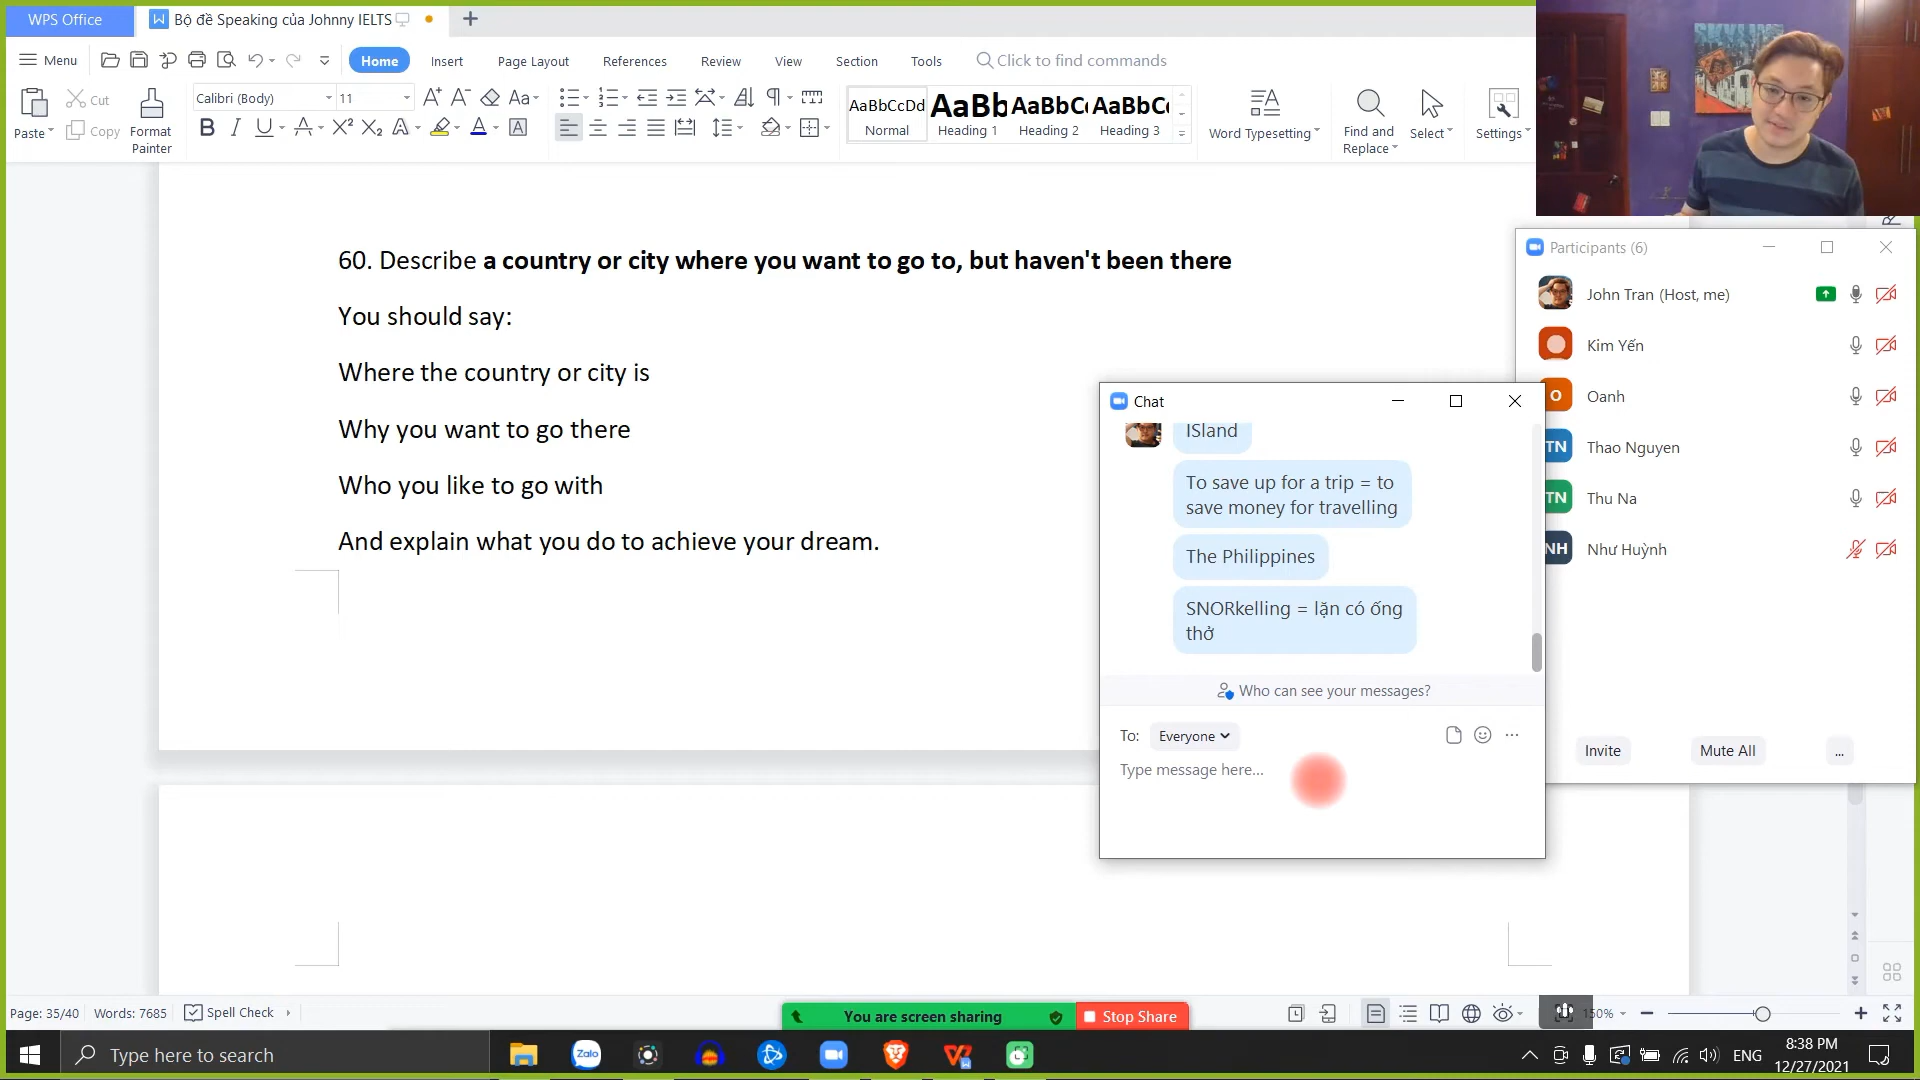 WPS Office
Bộ đề Speaking của Johnny IELTS
Menu
Home
Insert
Page Layout
References
Review
View
Section
Tools
Click to find commands
Paste
Cut
Copy
Format
Painter
Calibri (Body)
11
AaBbCcDd
Normal
AaBb
Heading 1
AaBbC
Heading 2
AaBbC
Heading 3
Word Typesetting
Find and
Replace
Select
Settings
60. Describe a country or city where you want to go to, but haven't been there
You should say:
Where the country or city is
Why you want to go there
Who you like to go with
And explain what you do to achieve your dream.
Participants (6)
John Tran (Host, me)
Kim Yến
O
Oanh
TN
Thao Nguyen
TN
Thu Na
NH
Như Huỳnh
Invite
Mute All
...
Chat
ISland
To save up for a trip = to
save money for travelling
The Philippines
SNORkelling = lặn có ống
thở
Who can see your messages?
To: Everyone
Type message here...
Page: 35/40
Words: 7685
Spell Check
You are screen sharing
Stop Share
150%
Type here to search
Zalo
ENG
8:38 PM
12/27/2021